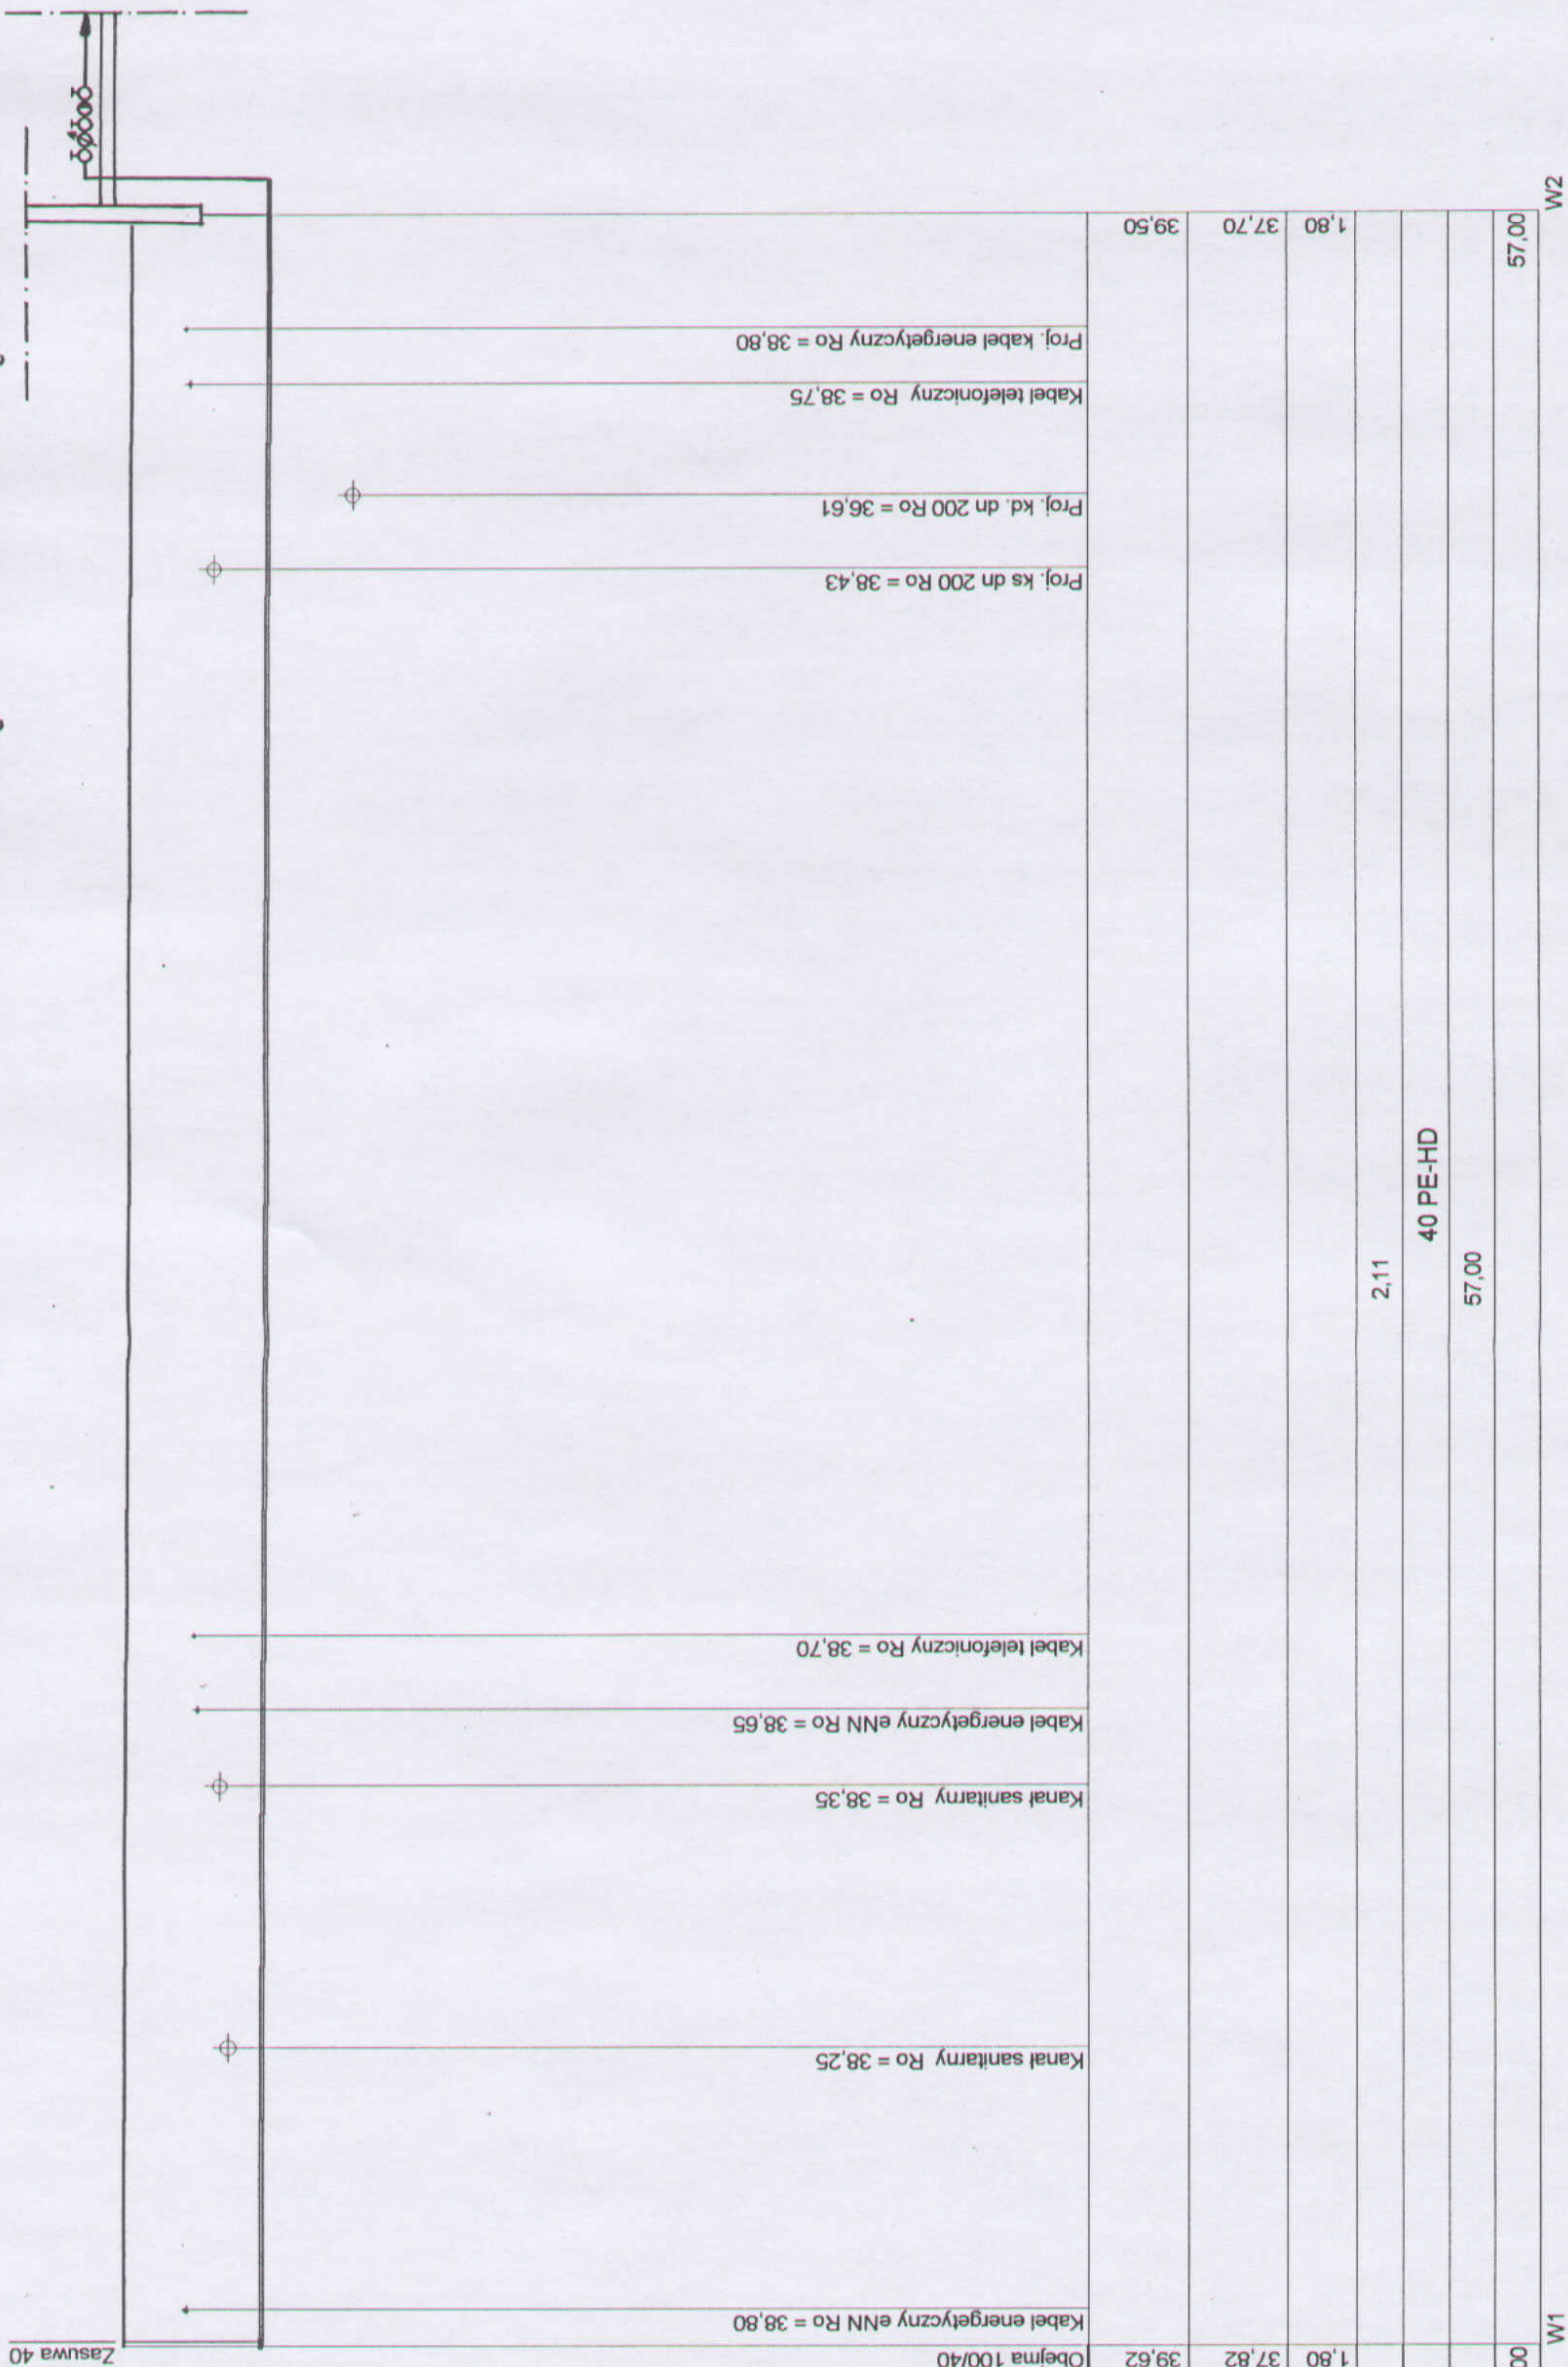 Zasuwa 40
Obejma 100/40
Kabel energetyczny eNN Ro = 38,80
Kanał sanitarny Ro = 38,25
Kanał sanitarny Ro = 38,35
Kabel energetyczny eNN Ro = 38,65
Kabel telefoniczny Ro = 38,70
Proj. ks dn 200 Ro = 38,43
Proj. kd. dn 200 Ro = 36,61
Kabel telefoniczny Ro = 38,75
Proj. kabel energetyczny Ro = 38,80
39,62
39,50
37,82
37,70
1,80
1,80
2,11
40 PE-HD
57,00
00
57,00
W1
W2